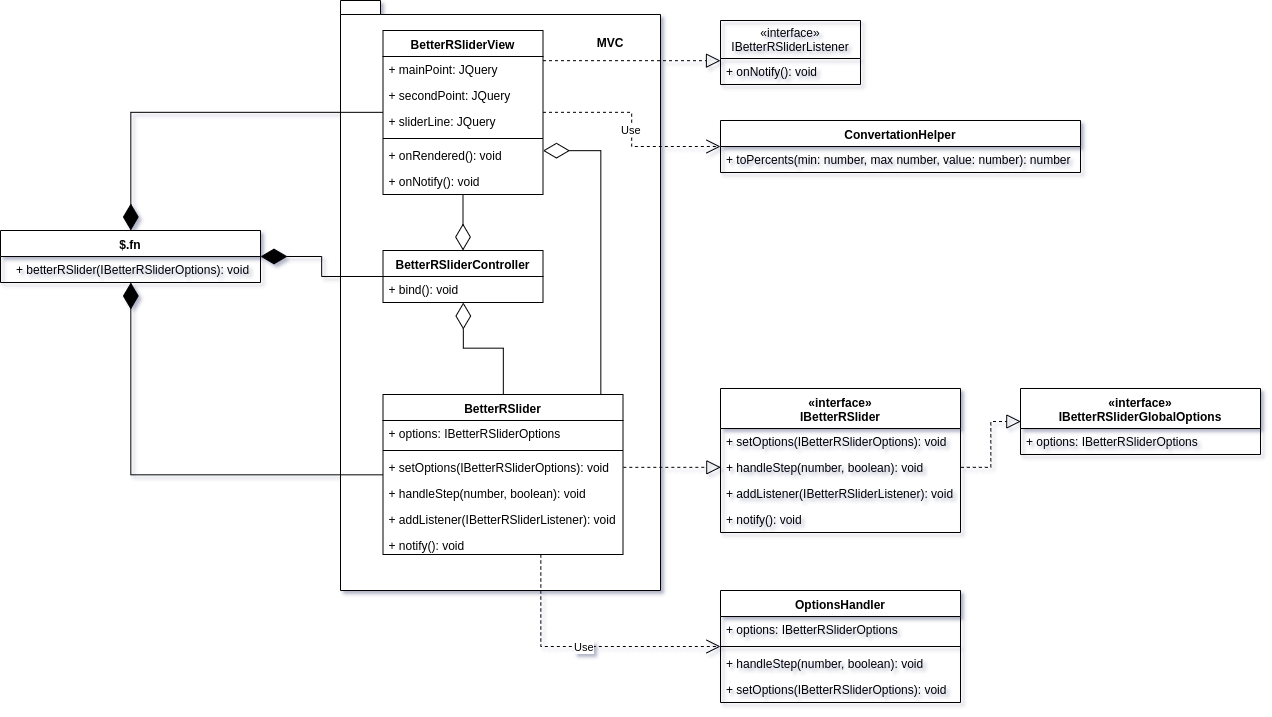 BetterRSliderView
+ mainPoint: JQuery
+ secondPoint: JQuery
+ sliderLine: JQuery
+ onRendered(): void
+ onNotify(): void
MVC
«interface»
IBetterRSliderListener
+ onNotify(): void
Use
ConvertationHelper
+ toPercents(min: number, max number, value: number): number
$.fn
+ betterRSlider(IBetterRSliderOptions): void
BetterRSliderController
+ bind(): void
BetterRSlider
+ options: IBetterRSliderOptions
+ setOptions(IBetterRSliderOptions): void
+ handleStep(number, boolean): void
+ addListener(IBetterRSliderListener): void
+ notify(): void
«interface»
IBetterRSlider
+ setOptions(IBetterRSliderOptions): void
+ handleStep(number, boolean): void
+ addListener(IBetterRSliderListener): void
+ notify(): void
«interface»
IBetterRSliderGlobalOptions
+ options: IBetterRSliderOptions
Use
OptionsHandler
+ options: IBetterRSliderOptions
+ handleStep(number, boolean): void
+ setOptions(IBetterRSliderOptions): void